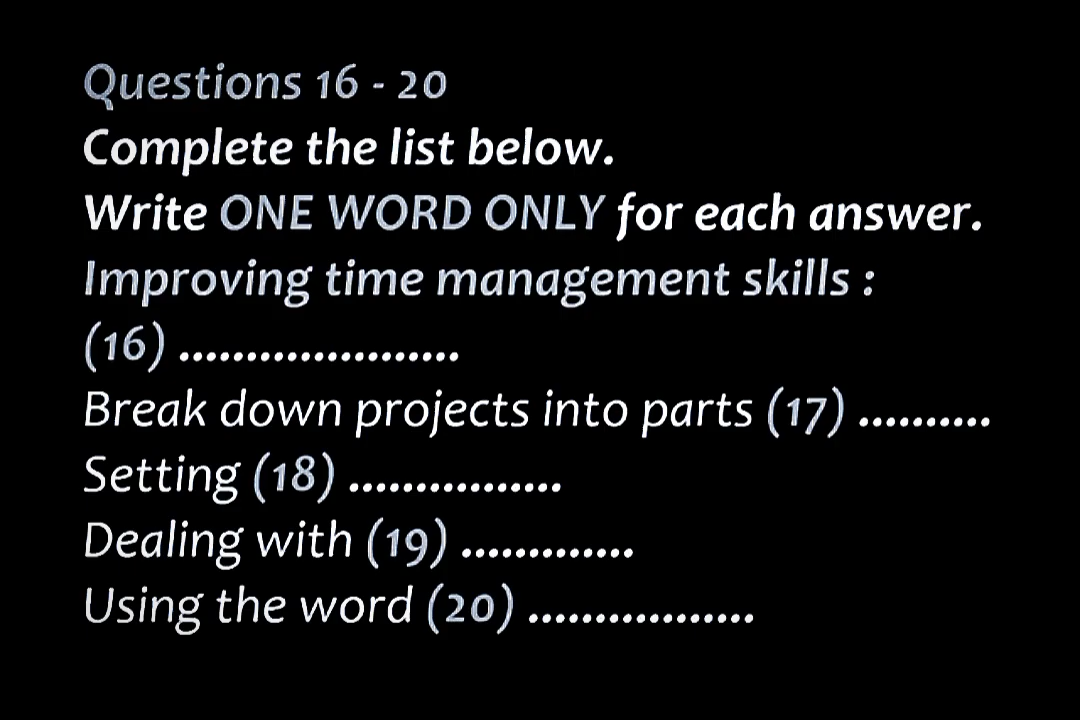 Questions 16 - 20
Complete the list below.
Write ONE WORD ONLY for each answer.
Improving time management skills :
(16) .....................
Break down projects into parts (17) ..........
Setting (18) ................
Dealing with (19) .............
Using the word (20) .................